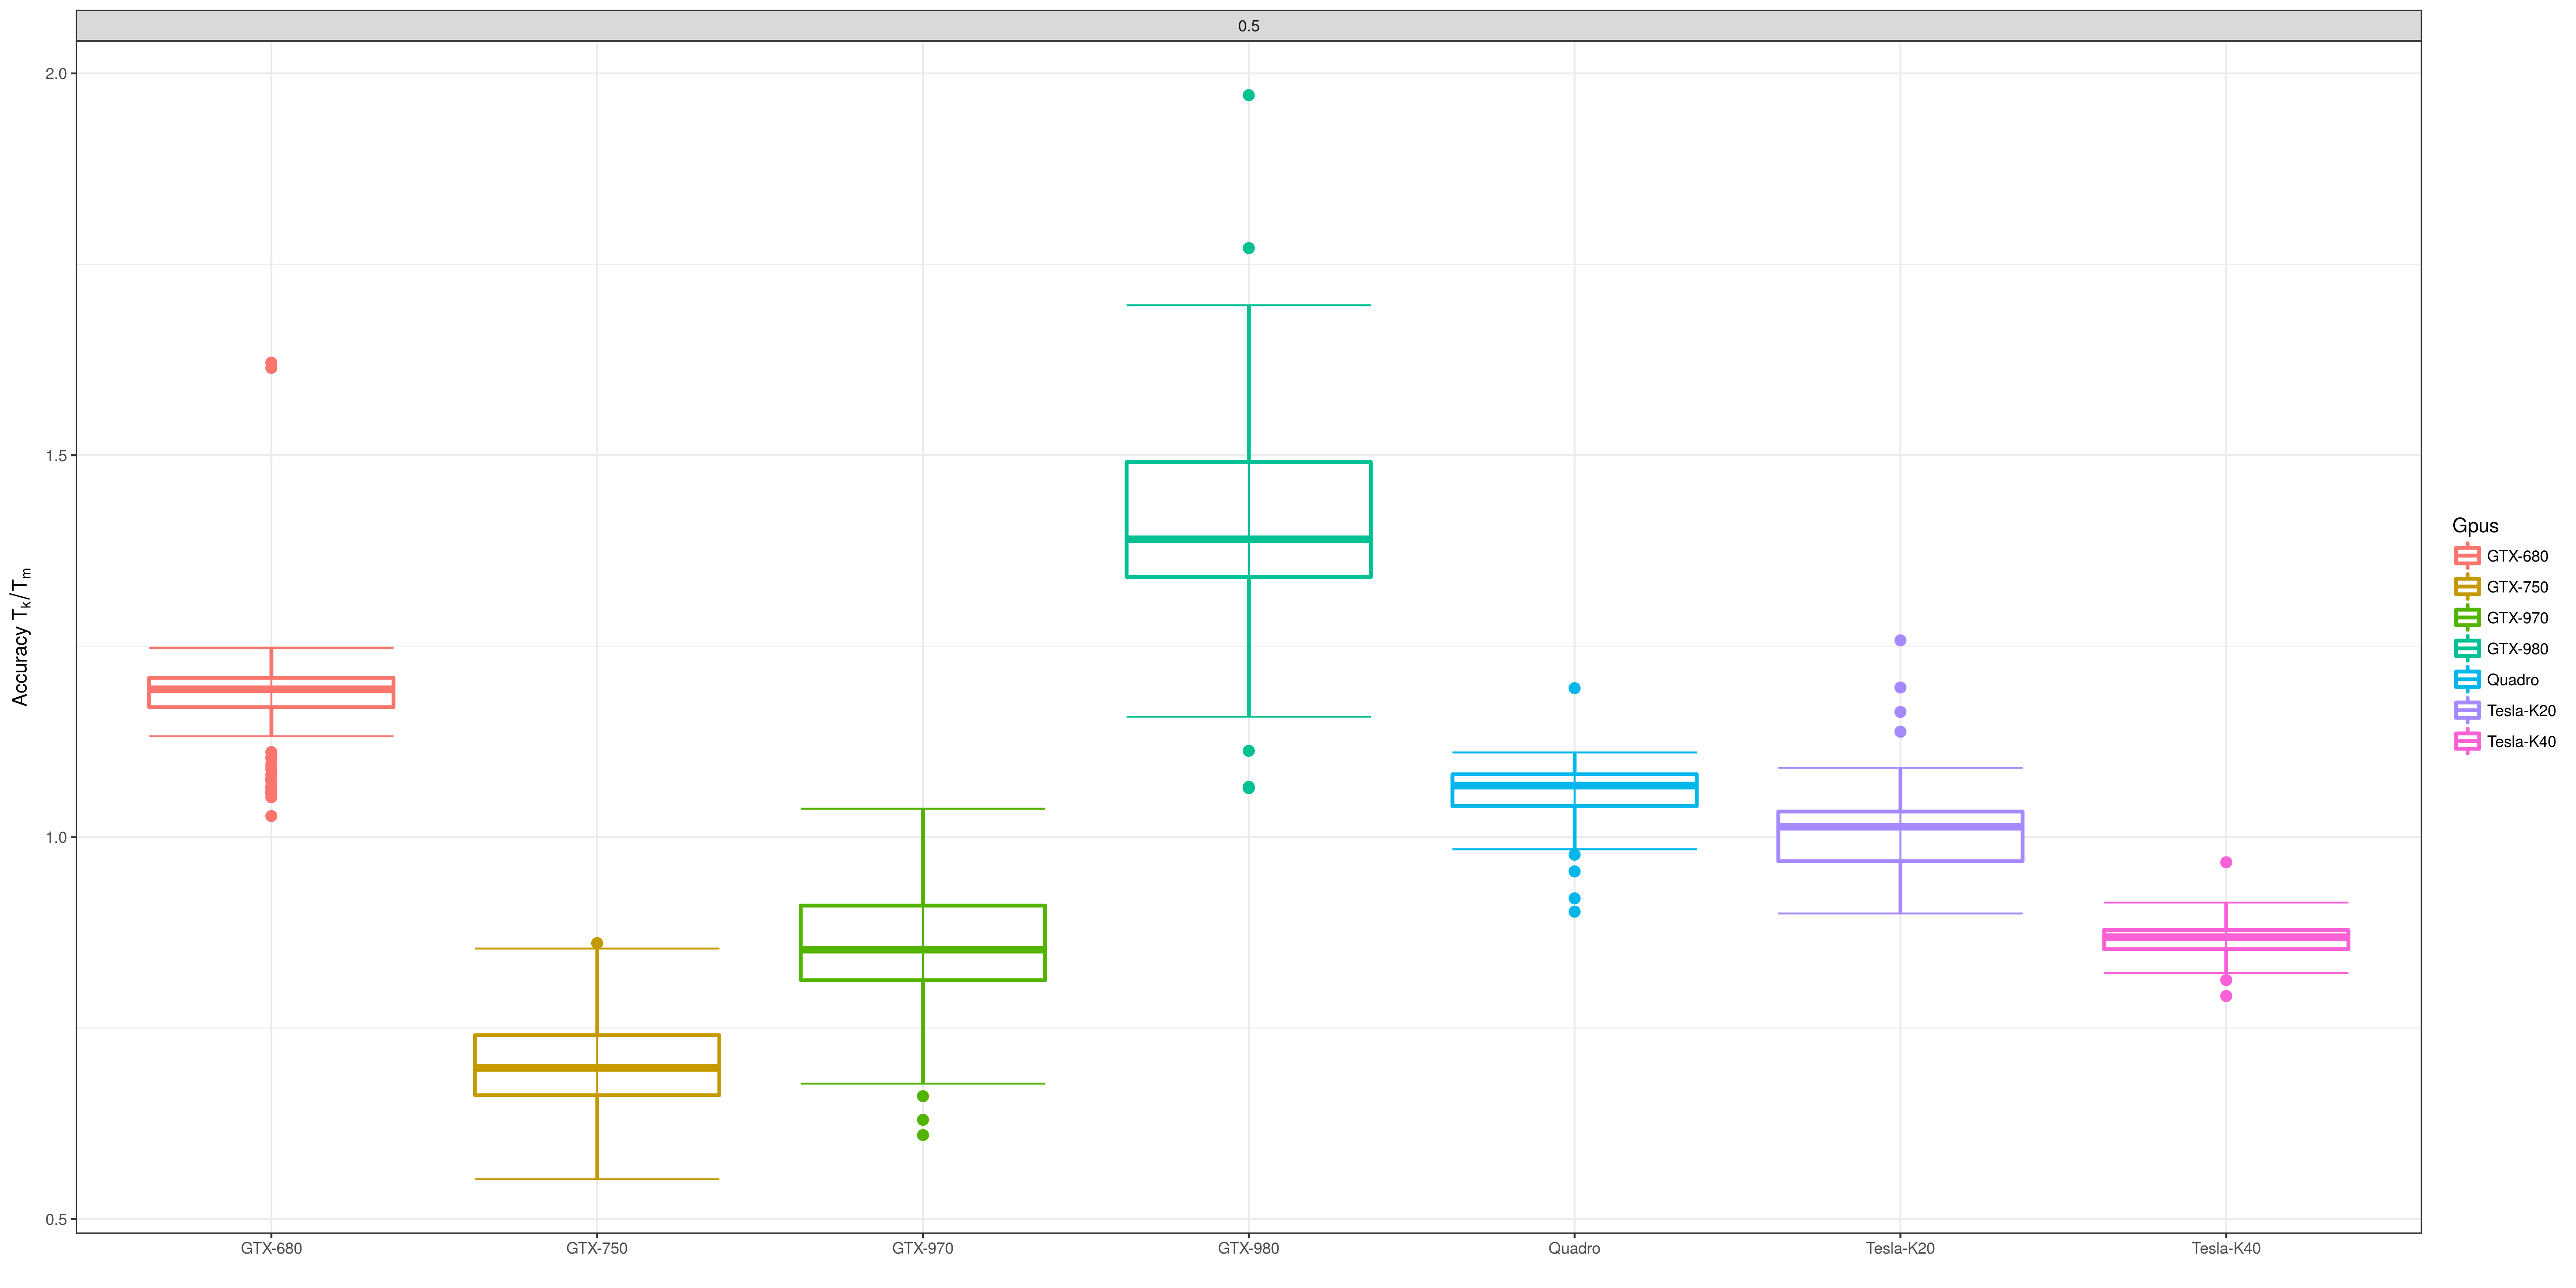 0.5
2.0
1.5
1.0
0.5
Accuracy Tk/Tm
GTX-680 GTX-750 GTX-970 GTX-980 Quadro Tesla-K20 Tesla-K40
Gpus
GTX-680
GTX-750
GTX-970
GTX-980
Quadro
Tesla-K20
Tesla-K40